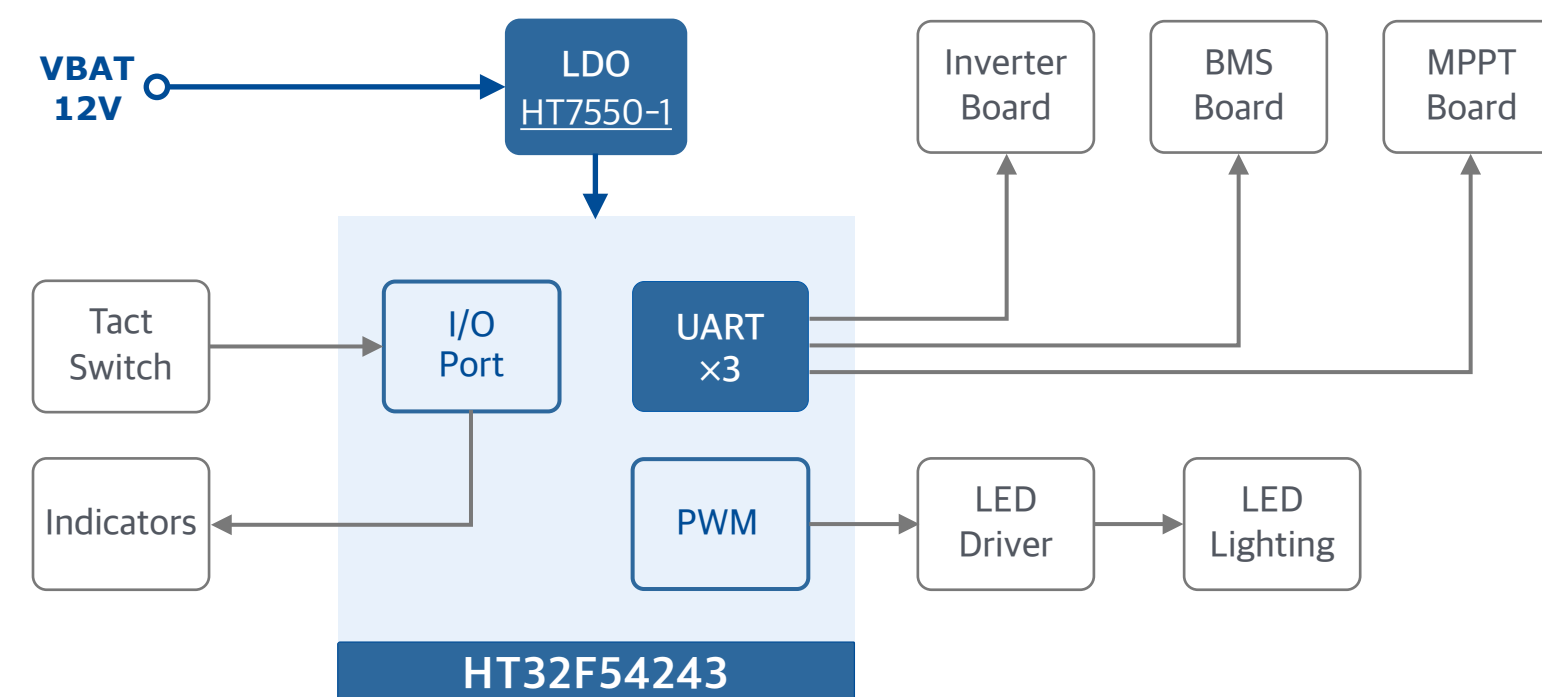 VBAT
12V
LDO
HT7550-1
Inverter
Board
BMS
Board
MPPT
Board
Tact
Switch
I/O
Port
UART
×3
Indicators
PWM
LED
Driver
LED
Lighting
HT32F54243